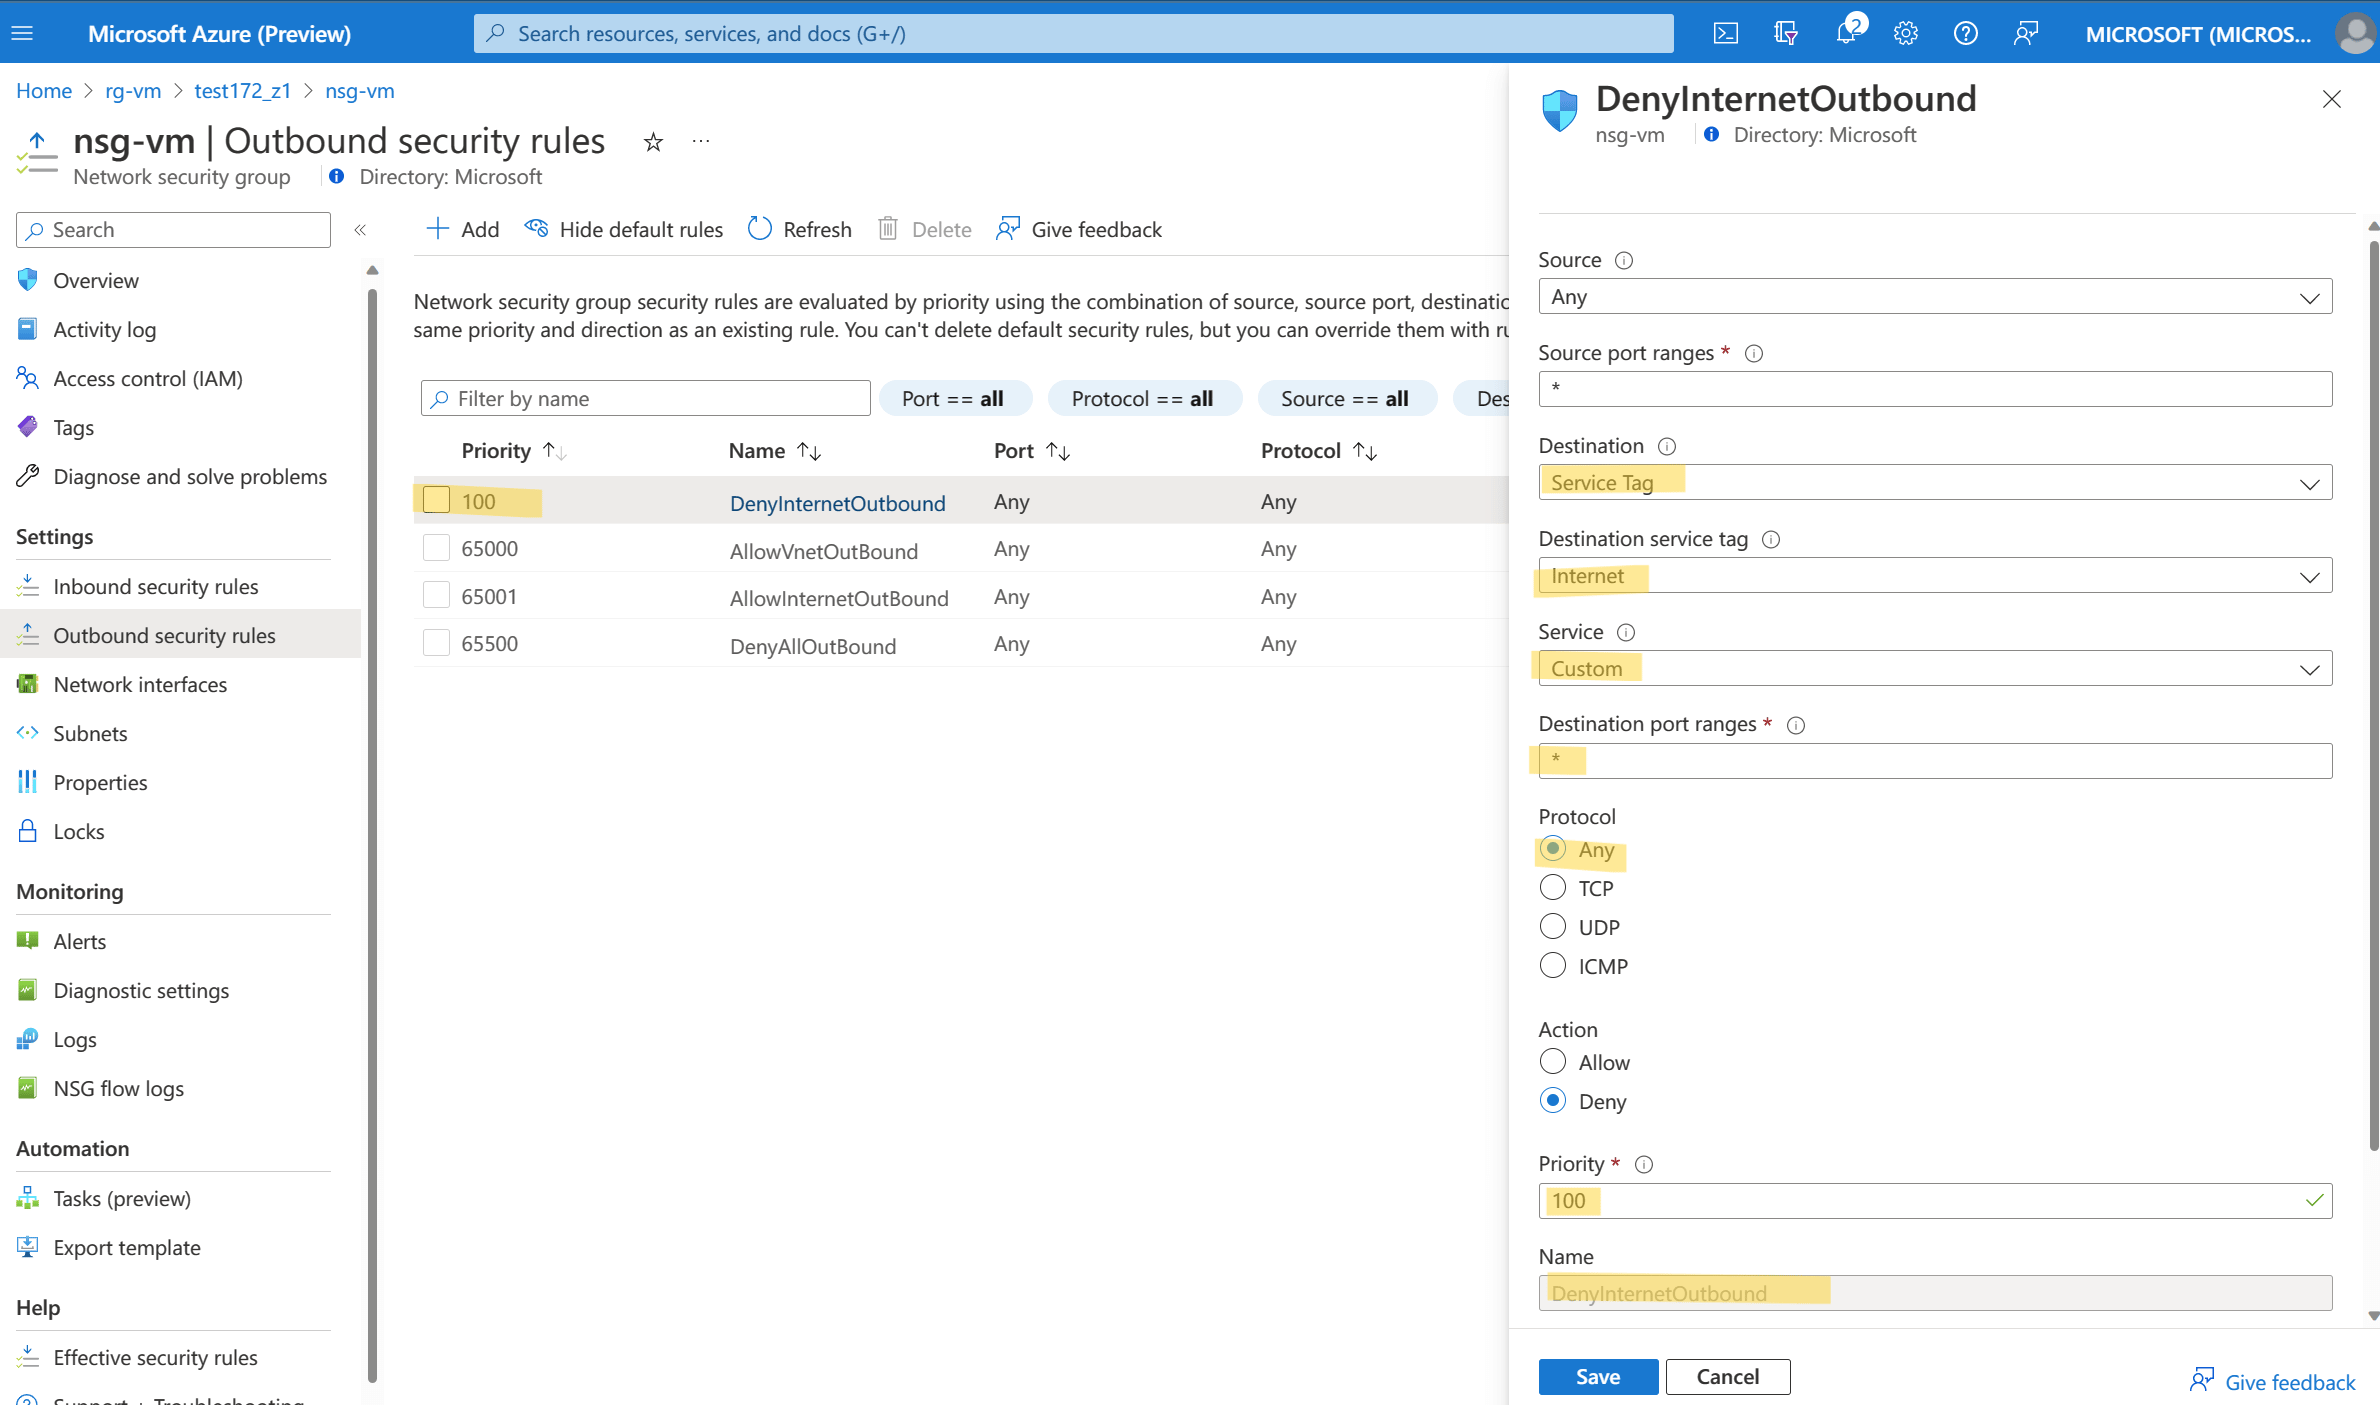 Microsoft Azure (Preview)
Search resources, services, and docs (G+/)
2
MICROSOFT (MICROS...
Home > rg-vm > test172_z1 > nsg-vm
nsg-vm | Outbound security rules
Network security group
Directory: Microsoft
Search
Overview
Activity log
Access control (IAM)
Tags
Diagnose and solve problems
Settings
Inbound security rules
Outbound security rules
Network interfaces
Subnets
Properties
Locks
Monitoring
Alerts
Diagnostic settings
Logs
NSG flow logs
Automation
Tasks (preview)
Export template
Help
Effective security rules
Support + Troubleshooting
Add
Hide default rules
Refresh
Delete
Give feedback
Network security group security rules are evaluated by priority using the combination of source, source port, destinatio
same priority and direction as an existing rule. You can't delete default security rules, but you can override them with ru
Filter by name
Port == all
Protocol == all
Source == all
Des
Priority Name Port Protocol
100 DenyInternetOutbound Any Any
65000 AllowVnetOutBound Any Any
65001 AllowInternetOutBound Any Any
65500 DenyAllOutBound Any Any
DenyInternetOutbound
nsg-vm
Directory: Microsoft
Source
Any
Source port ranges *
*
Destination
Service Tag
Destination service tag
Internet
Service
Custom
Destination port ranges *
*
Protocol
Any
TCP
UDP
ICMP
Action
Allow
Deny
Priority *
100
Name
DenyInternetOutbound
Save
Cancel
Give feedback